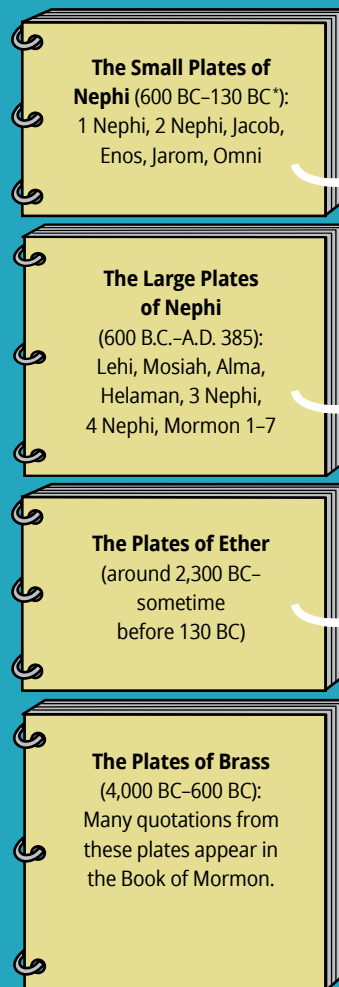 The Small Plates of
Nephi (600 BC–130 BC*):
1 Nephi, 2 Nephi, Jacob,
Enos, Jarom, Omni
The Large Plates
of Nephi
(600 B.C.–A.D. 385):
Lehi, Mosiah, Alma,
Helaman, 3 Nephi,
4 Nephi, Mormon 1–7
The Plates of Ether
(around 2,300 BC–
sometime
before 130 BC)
The Plates of Brass
(4,000 BC–600 BC):
Many quotations from
these plates appear in
the Book of Mormon.